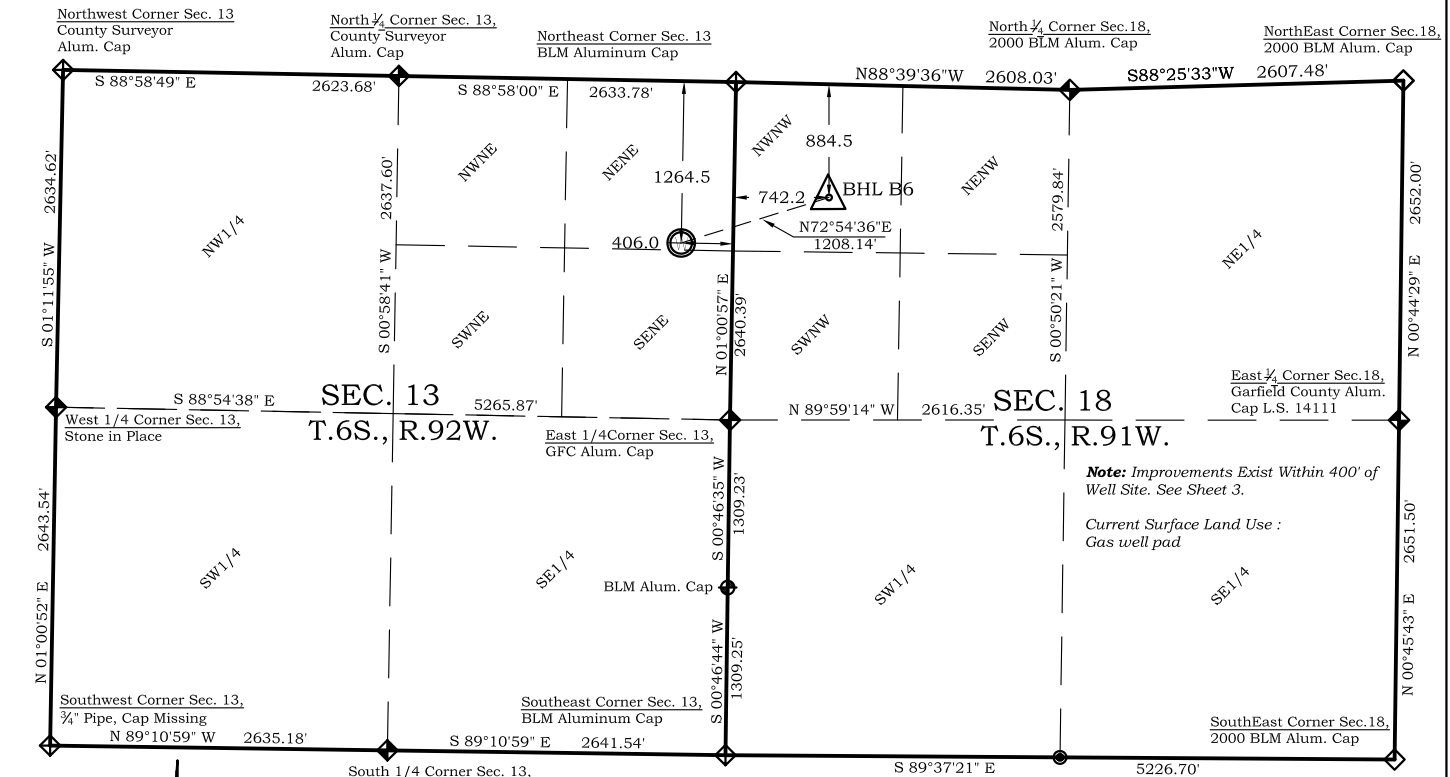 Northwest Corner Sec. 13
County Surveyor
Alum. Cap
North 1/4 Corner Sec. 13,
County Surveyor
Alum. Cap
Northeast Corner Sec. 13
BLM Aluminum Cap
North 1/4 Corner Sec.18,
2000 BLM Alum. Cap
NorthEast Corner Sec.18,
2000 BLM Alum. Cap
S 88°58'49" E 2623.68'
S 88°58'00" E 2633.78'
N88°39'36"W 2608.03'
S88°25'33"W 2607.48'
S 01°11'55" W 2634.62'
NW1/4
S 00°58'41" W 2637.60'
NWNE
NENE
1264.5
406.0
NWNW
884.5
742.2
BHL B6
N72°54'36"E
1208.14'
NENW
S 00°50'21" W 2579.84'
NE1/4
N 00°44'29" E 2652.00'
SWNE
SENE
N 01°00'57" E
2640.39'
SWNW
SENW
S 88°54'38" E 5265.87'
SEC. 13
T.6S., R.92W.
West 1/4 Corner Sec. 13,
Stone in Place
East 1/4Corner Sec. 13,
GFC Alum. Cap
N 89°59'14" W 2616.35'
SEC. 18
T.6S., R.91W.
East 1/4 Corner Sec.18,
Garfield County Alum.
Cap L.S. 14111
Note: Improvements Exist Within 400' of
Well Site. See Sheet 3.
Current Surface Land Use :
Gas well pad
N 01°00'52" E 2643.54'
SW1/4
SE1/4
S 00°46'35" W
1309.23'
BLM Alum. Cap
S 00°46'44" W
1309.25'
SW1/4
SE1/4
N 00°45'43" E 2651.50'
Southwest Corner Sec. 13,
¾" Pipe, Cap Missing
Southeast Corner Sec. 13,
BLM Aluminum Cap
SouthEast Corner Sec.18,
2000 BLM Alum. Cap
N 89°10'59" W 2635.18'
S 89°10'59" E 2641.54'
S 89°37'21" E 5226.70'
South 1/4 Corner Sec. 13,